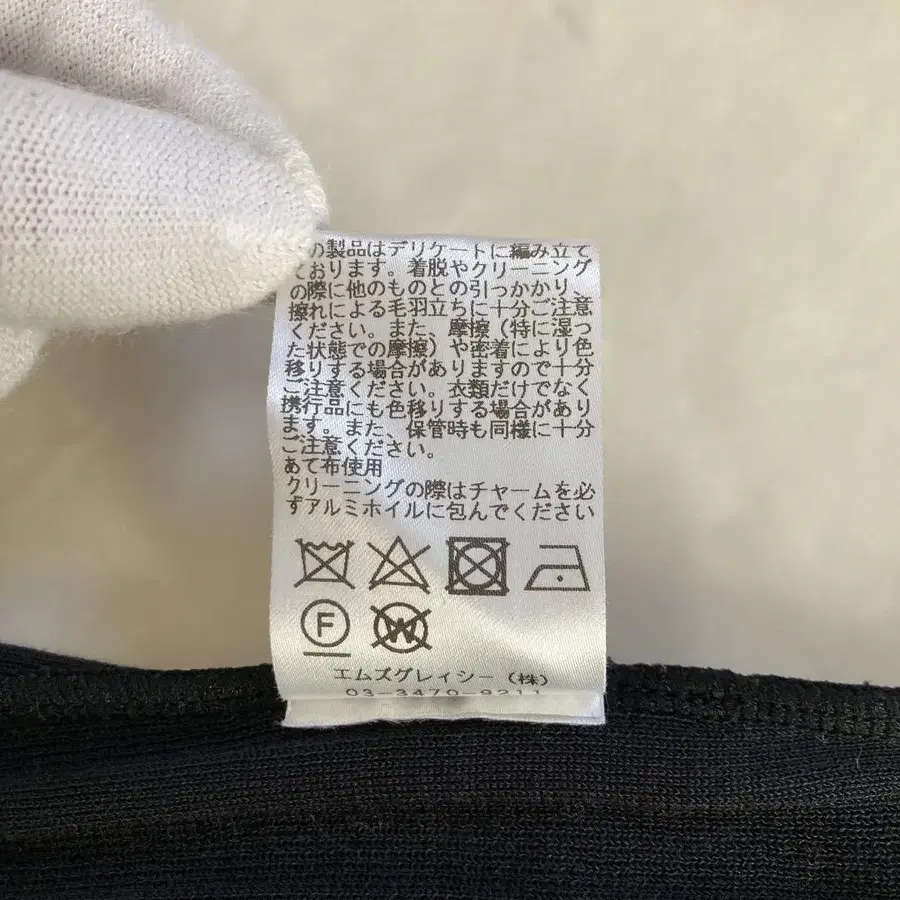 の製品はデリケートに編み立て
ております。着脱やクリーニング
の際に他のものとの引っかかり、
擦れによる毛羽立ちに十分ご注意
ください。また、摩擦（特に湿っ
た状態での摩擦）や密着により色
移りする場合がありますので十分
ご注意ください。衣類だけでなく
携行品にも色移りする場合があり
ます。また、保管時も同様に十分
ご注意ください。
あて布使用
クリーニングの際はチャームを必
ずアルミホイルに包んでください
F W
エムズグレイシー（株）
03-3470-9211